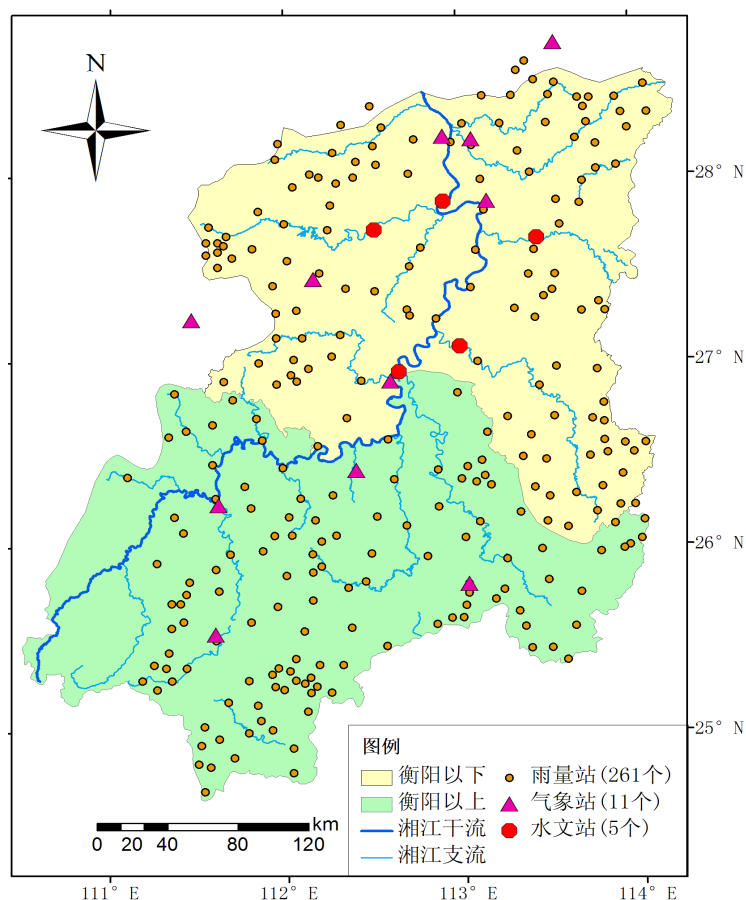 N
28° N
27° N
26° N
25° N
图例
衡阳以下
雨量站(261个)
衡阳以上
气象站(11个)
湘江干流
水文站(5个)
湘江支流
km
0 20 40 80 120
111° E 112° E 113° E 114° E